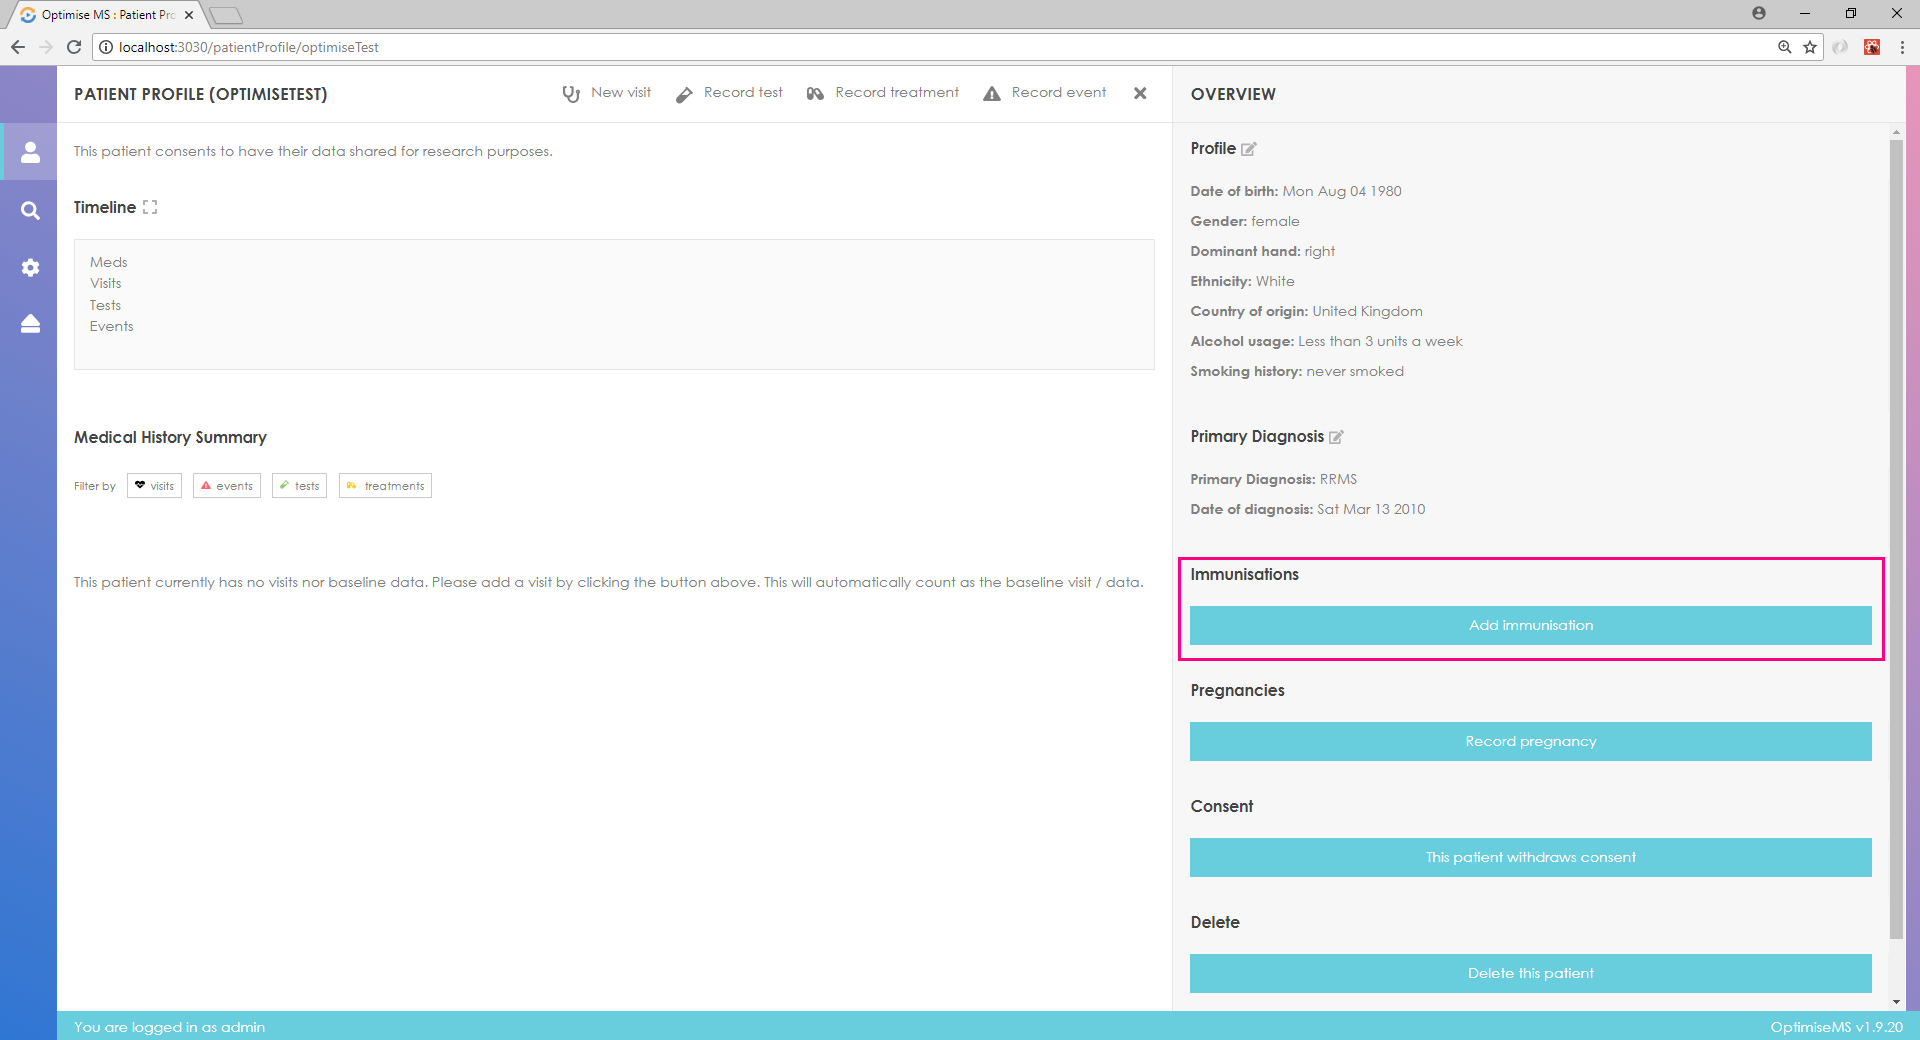 Optimise MS : Patient Pro
localhost:3030/patientProfile/optimiseTest
PATIENT PROFILE (OPTIMISETEST)
New visit
Record test
Record treatment
Record event
This patient consents to have their data shared for research purposes.
Timeline
Meds
Visits
Tests
Events
Medical History Summary
Filter by
visits
events
tests
treatments
This patient currently has no visits nor baseline data. Please add a visit by clicking the button above. This will automatically count as the baseline visit / data.
OVERVIEW
Profile
Date of birth: Mon Aug 04 1980
Gender: female
Dominant hand: right
Ethnicity: White
Country of origin: United Kingdom
Alcohol usage: Less than 3 units a week
Smoking history: never smoked
Primary Diagnosis
Primary Diagnosis: RRMS
Date of diagnosis: Sat Mar 13 2010
Immunisations
Add immunisation
Pregnancies
Record pregnancy
Consent
This patient withdraws consent
Delete
Delete this patient
You are logged in as admin
OptimiseMS v1.9.20